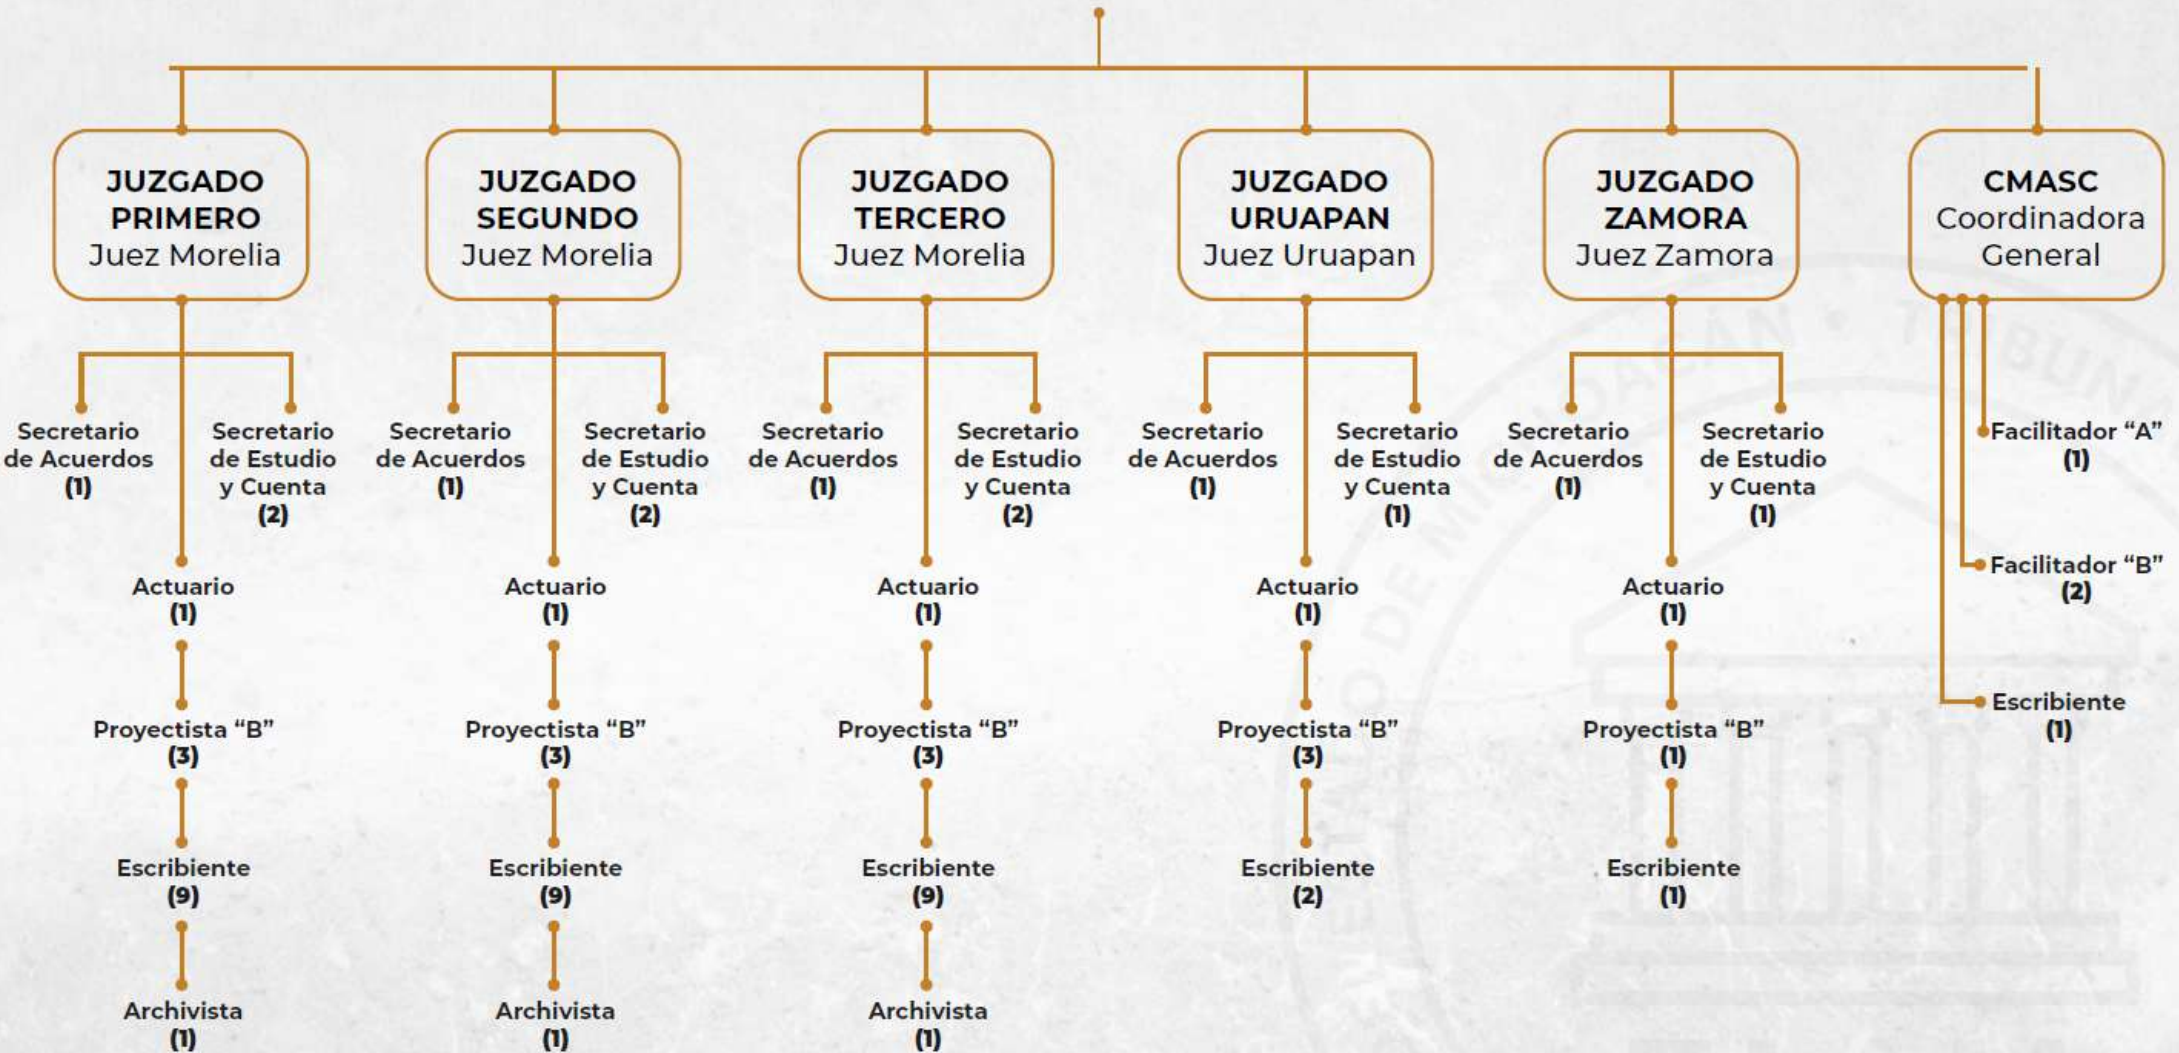 JUZGADO
PRIMERO
Juez Morelia
Secretario
de Acuerdos
(1)
Secretario
de Estudio
y Cuenta
(2)
Actuario
(1)
Proyectista “B”
(3)
Escribiente
(9)
Archivista
(1)
JUZGADO
SEGUNDO
Juez Morelia
Secretario
de Acuerdos
(1)
Secretario
de Estudio
y Cuenta
(2)
Actuario
(1)
Proyectista “B”
(3)
Escribiente
(9)
Archivista
(1)
JUZGADO
TERCERO
Juez Morelia
Secretario
de Acuerdos
(1)
Secretario
de Estudio
y Cuenta
(2)
Actuario
(1)
Proyectista “B”
(3)
Escribiente
(9)
Archivista
(1)
JUZGADO
URUAPAN
Juez Uruapan
Secretario
de Acuerdos
(1)
Secretario
de Estudio
y Cuenta
(1)
Actuario
(1)
Proyectista “B”
(3)
Escribiente
(2)
JUZGADO
ZAMORA
Juez Zamora
Secretario
de Acuerdos
(1)
Secretario
de Estudio
y Cuenta
(1)
Actuario
(1)
Proyectista “B”
(1)
Escribiente
(1)
CMASC
Coordinadora
General
Facilitador “A”
(1)
Facilitador “B”
(2)
Escribiente
(1)
DE MICHOACÁN •